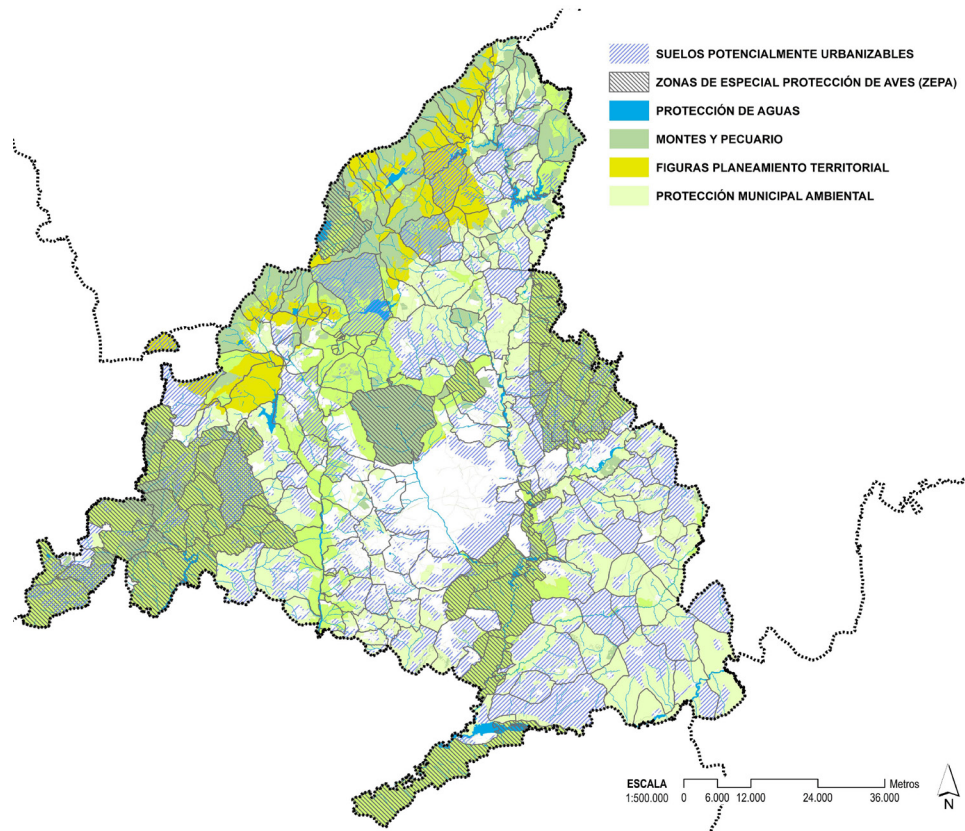 SUELOS POTENCIALMENTE URBANIZABLES
ZONAS DE ESPECIAL PROTECCIÓN DE AVES (ZEPA)
PROTECCIÓN DE AGUAS
MONTES Y PECUARIO
FIGURAS PLANEAMIENTO TERRITORIAL
PROTECCIÓN MUNICIPAL AMBIENTAL
ESCALA
1:500.000
0 6.000 12.000 24.000 36.000
Metros
N